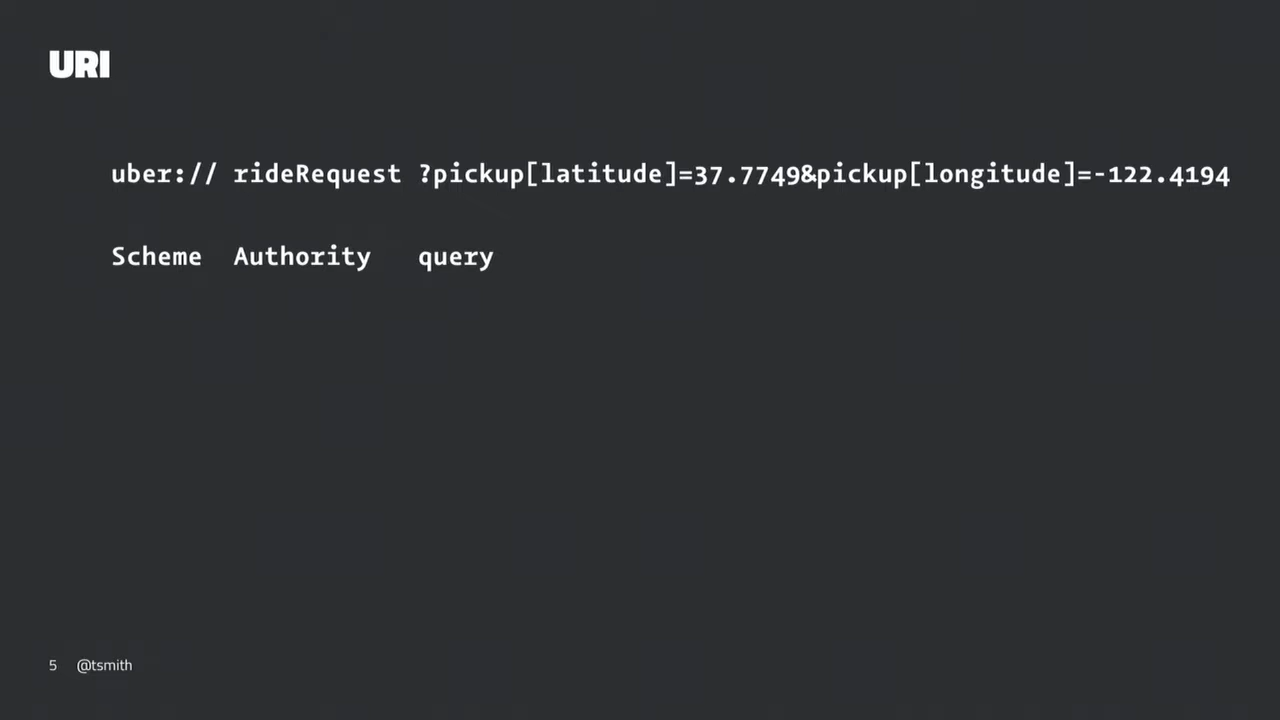 URI
uber:// rideRequest ?pickup[latitude]=37.7749&pickup[longitude]=-122.4194
Scheme Authority query
5 @tsmith